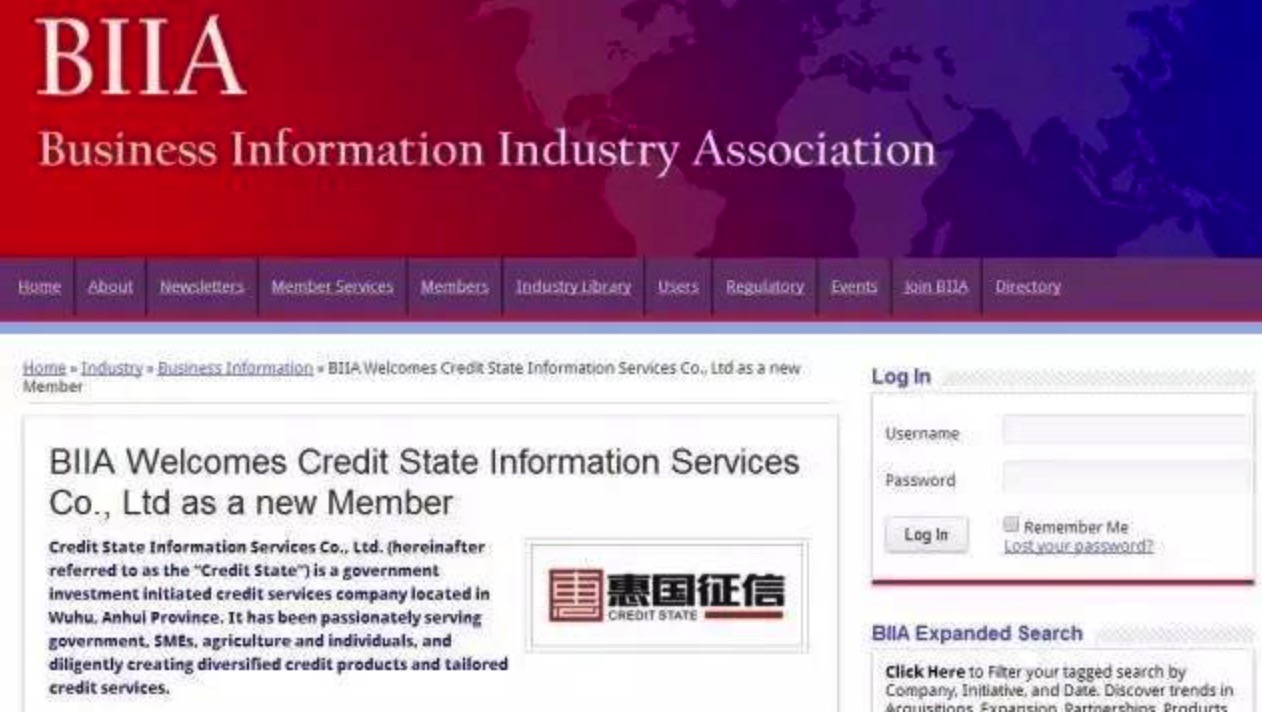 BIIA
Business Information Industry Association
Home About Newsletters Member Services Members Industry Library Users Regulatory Events Join BIIA Directory
Home » Industry » Business Information » BIIA Welcomes Credit State Information Services Co., Ltd as a new
Member
BIIA Welcomes Credit State Information Services
Co., Ltd as a new Member
Credit State Information Services Co., Ltd. (hereinafter
referred to as the “Credit State”) is a government
investment initiated credit services company located in
Wuhu, Anhui Province. It has been passionately serving
government, SMEs, agriculture and individuals, and
diligently creating diversified credit products and tailored
credit services.
惠国征信
CREDIT STATE
Log In
Username
Password
Log In
Remember Me
Lost your password?
BIIA Expanded Search
Click Here to Filter your tagged search by
Company, Initiative, and Date. Discover trends in
Acquisitions, Expansion, Partnerships, Products